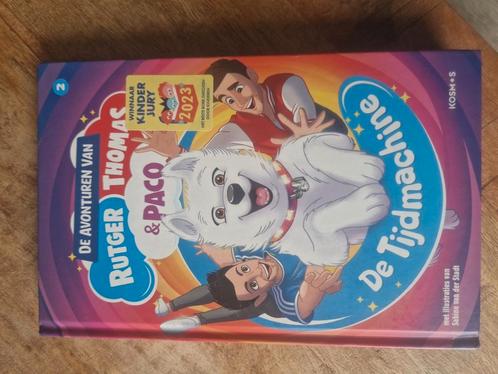 2
DE AVONTUREN VAN
RUTGER
THOMAS
& PACO
WINNAAR
KINDER
JURY
2023
KOSMOS
De Tijdmachine
met illustraties van
Sabine van der Stadt